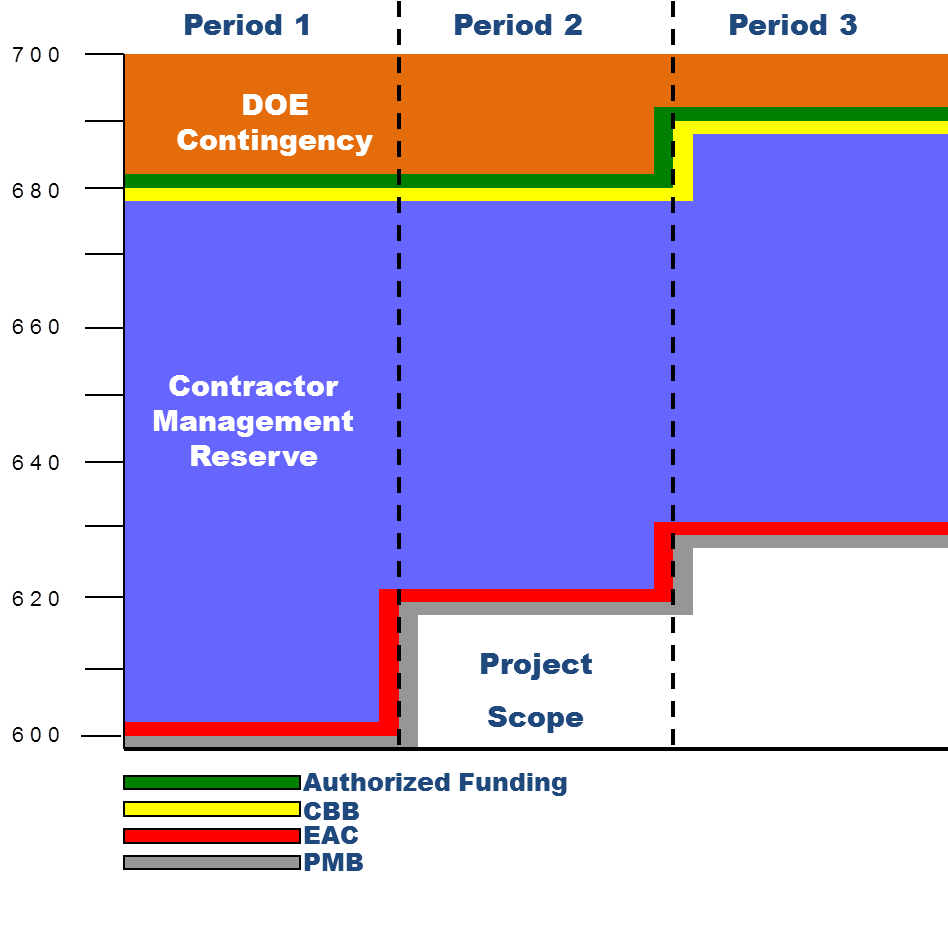 Period 1
Period 2
Period 3
700
DOE
Contingency
680
660
Contractor
Management
Reserve
640
620
Project
Scope
600
Authorized Funding
CBB
EAC
PMB